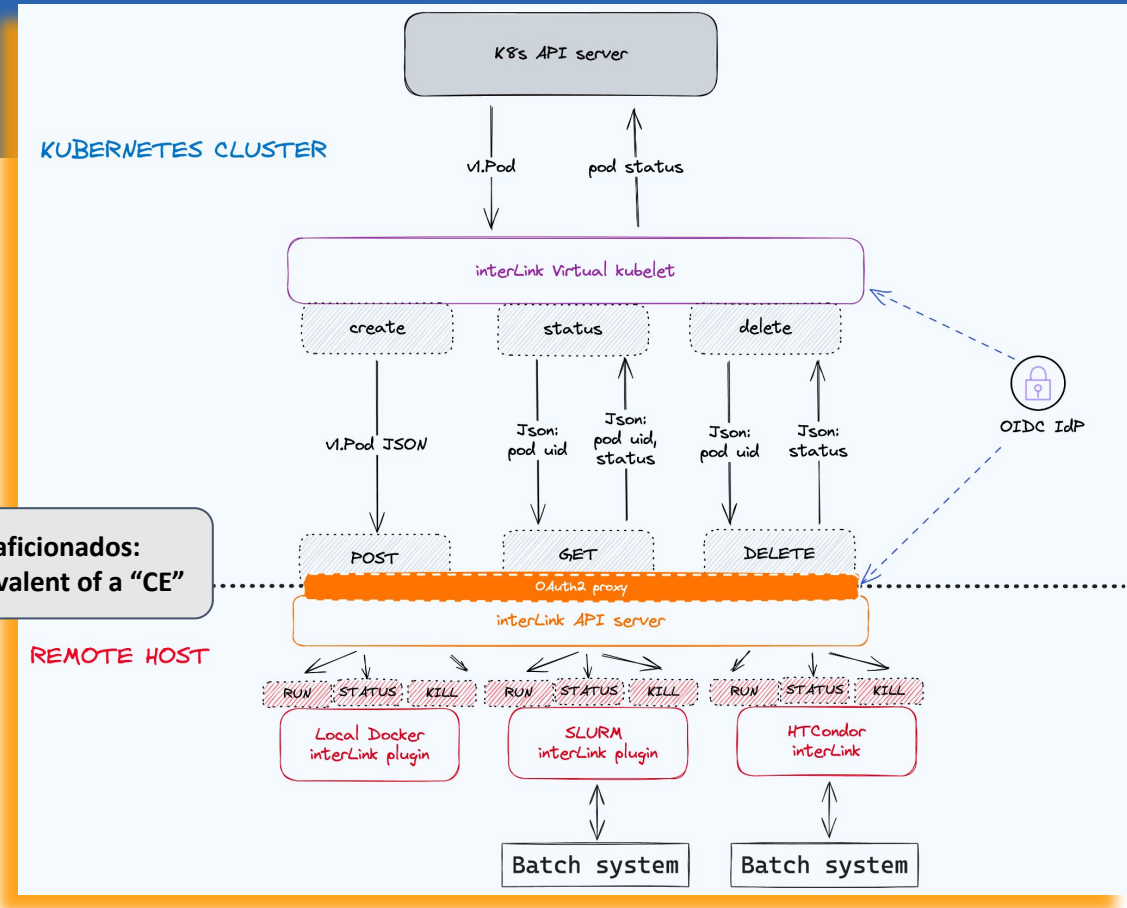 K8s API server
KUBERNETES CLUSTER
v1.Pod
pod status
interLink Virtual kubelet
create
status
delete
OIDC IdP
v1.Pod JSON
Json:
pod uid
Json:
pod uid,
status
Json:
pod uid
Json:
status
aficionados:
valent of a “CE”
POST
GET
DELETE
OAuth2 proxy
interLink API server
REMOTE HOST
RUN
STATUS
KILL
RUN
STATUS
KILL
RUN
STATUS
KILL
Local Docker
interLink plugin
SLURM
interLink plugin
HTCondor
interLink
Batch system
Batch system